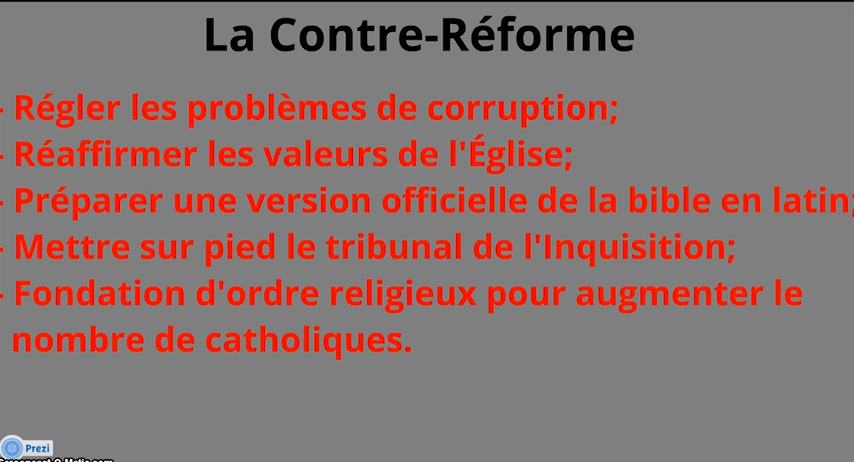 La Contre-Réforme
- Régler les problèmes de corruption;
- Réaffirmer les valeurs de l'Église;
- Préparer une version officielle de la bible en latin;
- Mettre sur pied le tribunal de l'Inquisition;
- Fondation d'ordre religieux pour augmenter le
nombre de catholiques.
Prezi